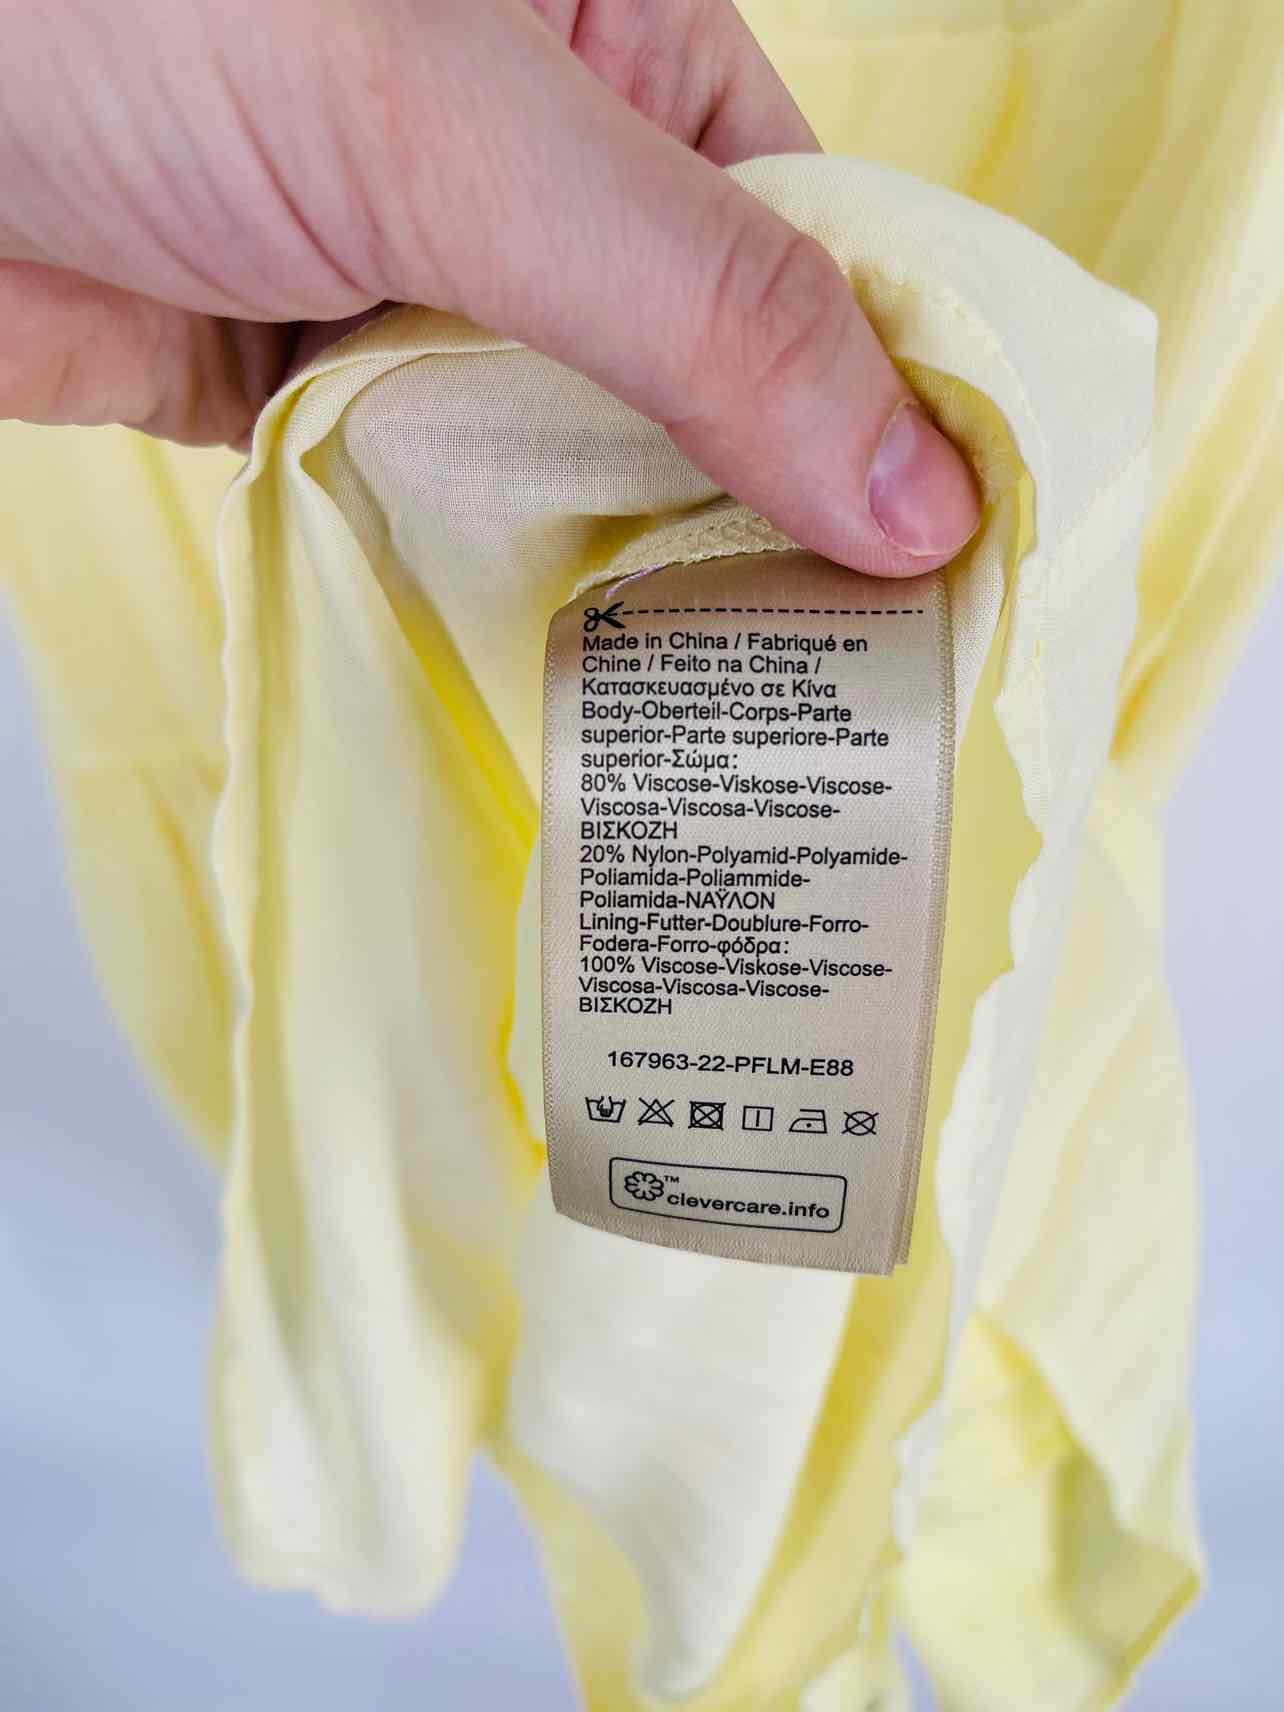 Made in China / Fabriqué en
Chine / Feito na China /
Κατασκευασμένο σε Κίνα
Body-Oberteil-Corps-Parte
superior-Parte superiore-Parte
superior-Σώμα:
80% Viscose-Viskose-Viscose-
Viscosa-Viscosa-Viscose-
ΒΙΣΚΟΖΗ
20% Nylon-Polyamid-Polyamide-
Poliamida-Poliammide-
Poliamida-ΝΑΫΛΟΝ
Lining-Futter-Doublure-Forro-
Fodera-Forro-φόδρα:
100% Viscose-Viskose-Viscose-
Viscosa-Viscosa-Viscose-
ΒΙΣΚΟΖΗ
167963-22-PFLM-E88
™ clevercare.info